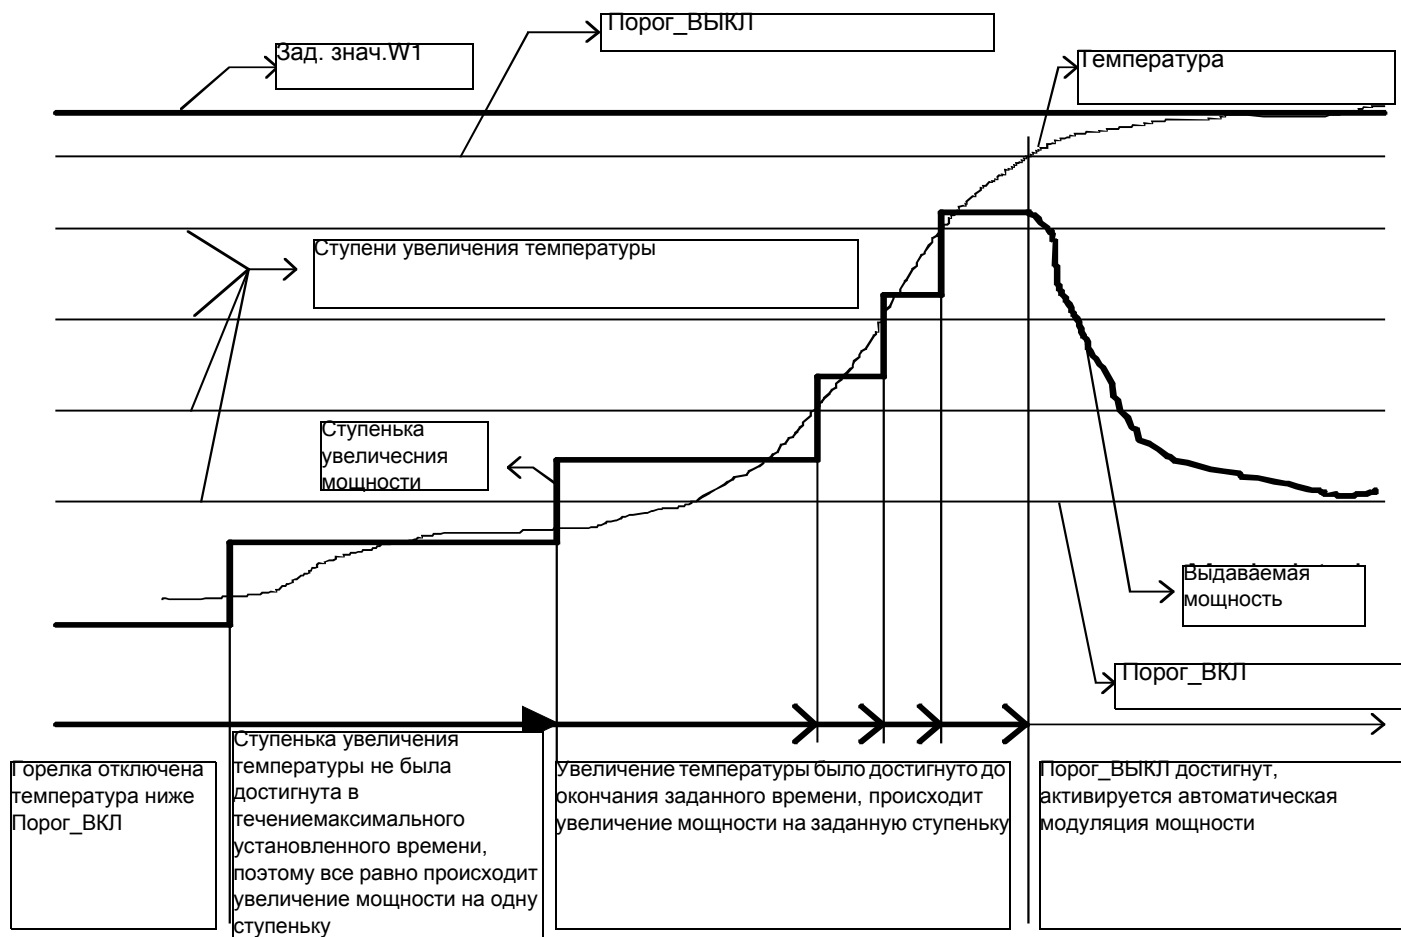 Порог_ВЫКЛ
Зад. знач.W1
Температура
Ступени увеличения температуры
Ступенька
увеличесния
мощности
Выдаваемая
мощность
Порог_ВКЛ
Горелка отключена
температура ниже
Порог_ВКЛ
Ступенька увеличения
температуры не была
достигнута в
течениемаксимального
установленного времени,
поэтому все равно происходит
увеличение мощности на одну
ступеньку
Увеличение температуры было достигнуто до
окончания заданного времени, происходит
увеличение мощности на заданную ступеньку
Порог_ВЫКЛ достигнут,
активируется автоматическая
модуляция мощности